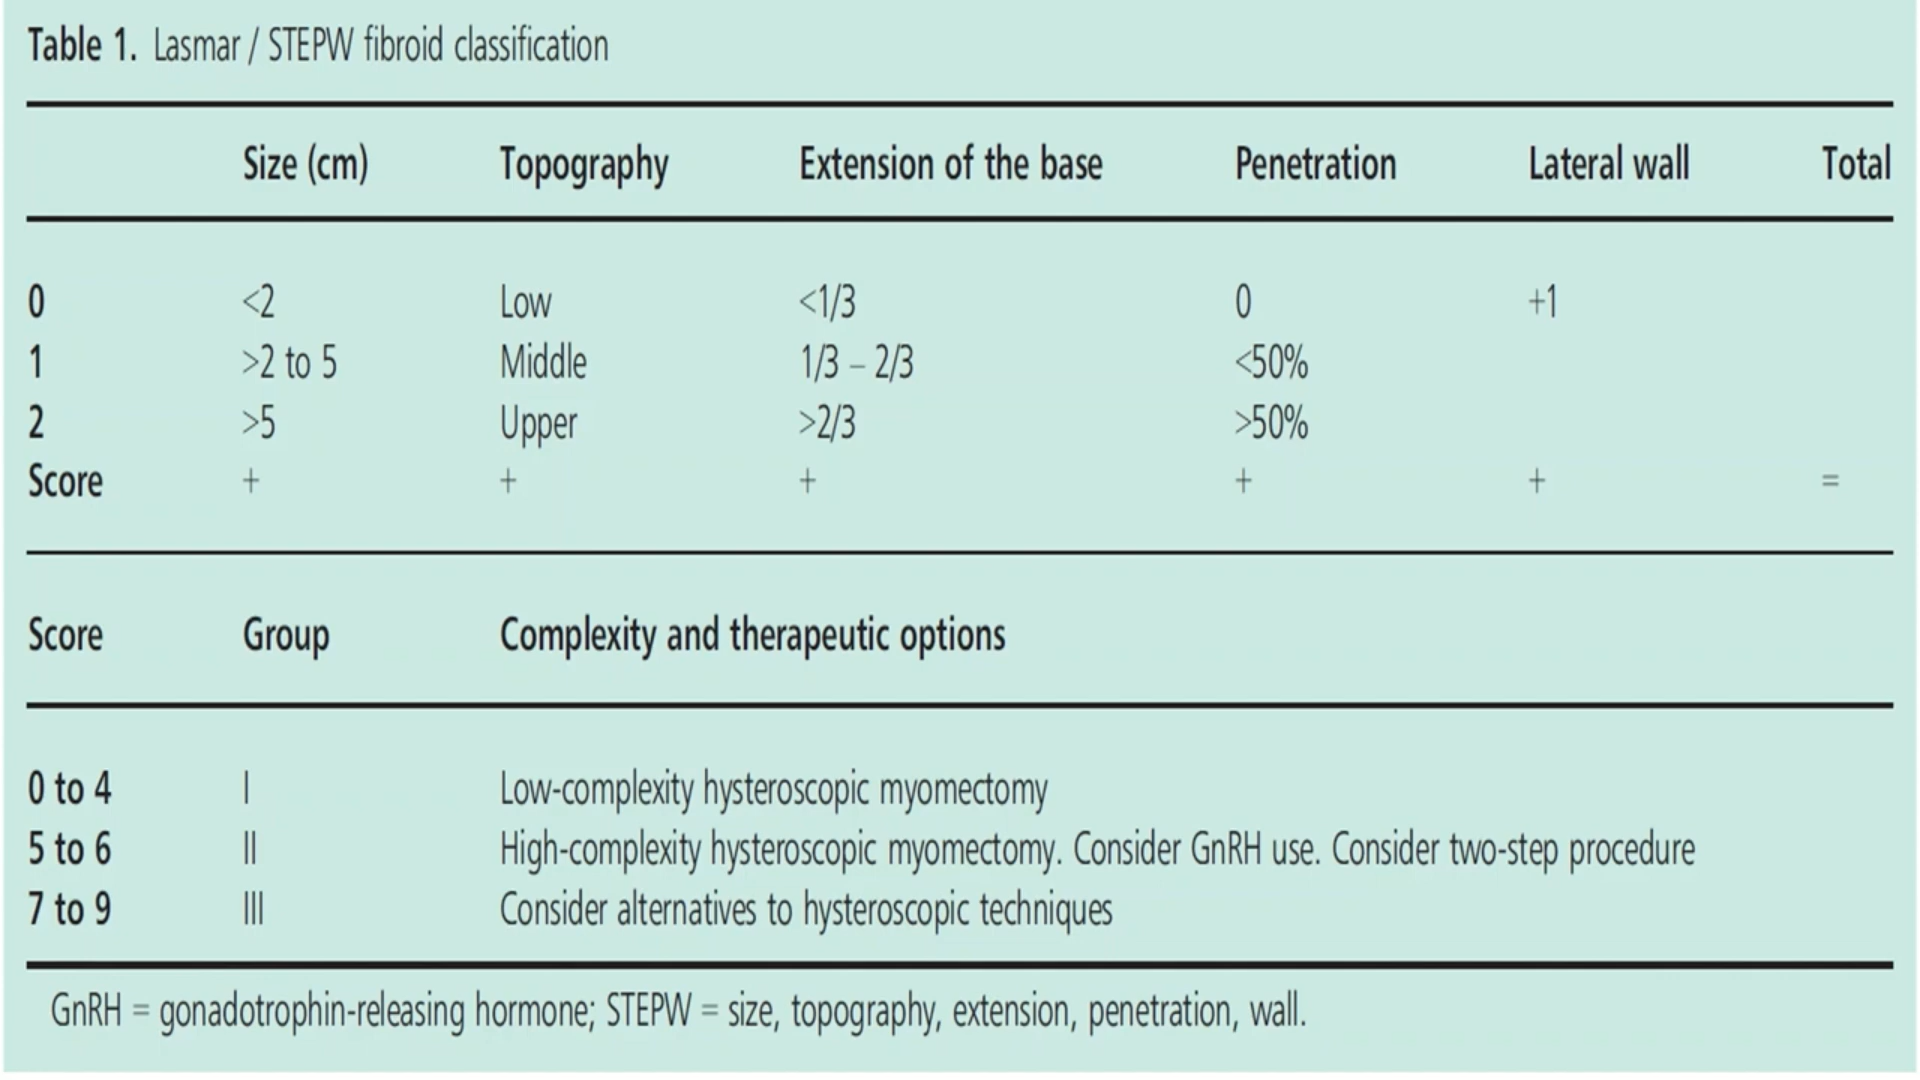 Table 1. Lasmar / STEPW fibroid classification
Size (cm) Topography Extension of the base Penetration Lateral wall Total
0 <2 Low <1/3 0 +1
1 >2 to 5 Middle 1/3 – 2/3 <50%
2 >5 Upper >2/3 >50%
Score + + + + + =
Score Group Complexity and therapeutic options
0 to 4 I Low-complexity hysteroscopic myomectomy
5 to 6 II High-complexity hysteroscopic myomectomy. Consider GnRH use. Consider two-step procedure
7 to 9 III Consider alternatives to hysteroscopic techniques
GnRH = gonadotrophin-releasing hormone; STEPW = size, topography, extension, penetration, wall.